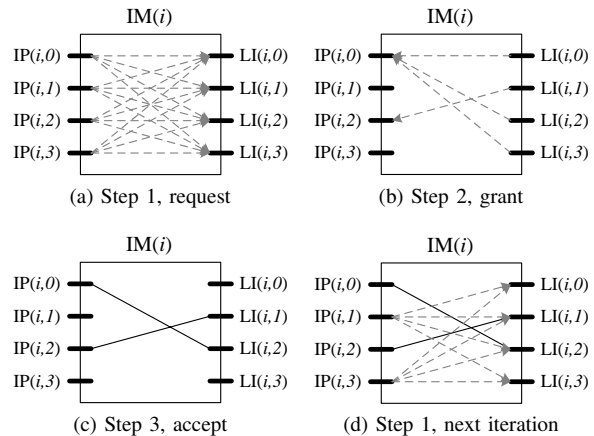 IM(i)
IP(i,0) LI(i,0)
IP(i,1) LI(i,1)
IP(i,2) LI(i,2)
IP(i,3) LI(i,3)
(a) Step 1, request
IM(i)
IP(i,0) LI(i,0)
IP(i,1) LI(i,1)
IP(i,2) LI(i,2)
IP(i,3) LI(i,3)
(b) Step 2, grant
IM(i)
IP(i,0) LI(i,0)
IP(i,1) LI(i,1)
IP(i,2) LI(i,2)
IP(i,3) LI(i,3)
(c) Step 3, accept
IM(i)
IP(i,0) LI(i,0)
IP(i,1) LI(i,1)
IP(i,2) LI(i,2)
IP(i,3) LI(i,3)
(d) Step 1, next iteration